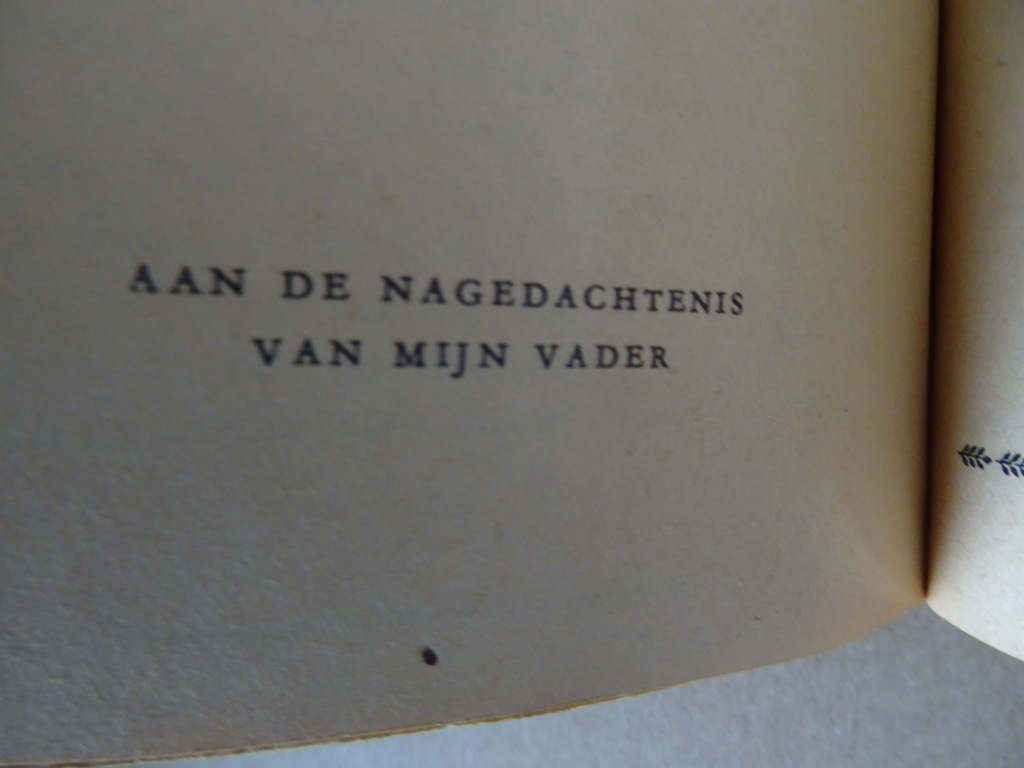 AAN DE NAGEDACHTENIS
VAN MIJN VADER